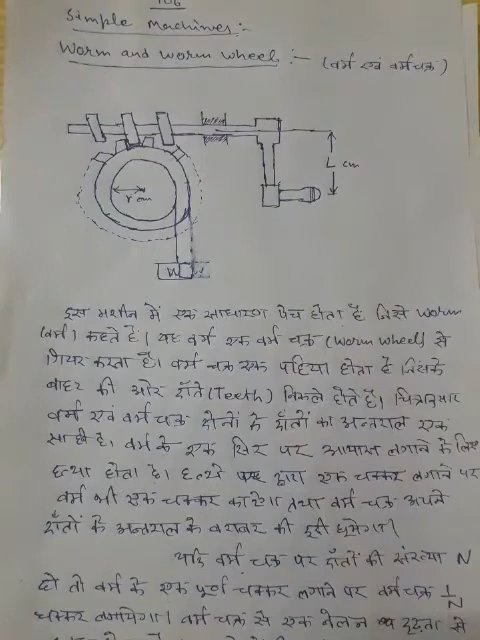 106
Simple Machines:-
Worm and Worm wheel :- (वर्म एवं वर्म चक्र)
L cm
r cm
W
इस मशीन में एक साधारण पेच होता है जिसे Worm
(वर्म) कहते हैं। यह वर्म एक वर्म चक्र (Worm wheel) से
गियर करता है। वर्म चक्र एक पहिया होता है जिसके
बाहर की ओर दाँते (Teeth) निकले होते हैं। चित्रानुसार
वर्म एवं वर्म चक्र दोनों के दाँतों का अन्तराल एक
सा ही है। वर्म के एक सिरे पर आयास लगाने के लिए
हत्था होता है। हत्थे द्वारा एक चक्कर लगाने पर
वर्म भी एक चक्कर काटेगा तथा वर्म चक्र अपने
दाँतों के अन्तराल के बराबर की दूरी घूमेगा।
यदि वर्म चक्र पर दाँतों की संख्या N
हो तो वर्म के एक पूर्ण चक्कर लगाने पर वर्मचक्र 1/N
चक्कर लगायेगा। वर्म चक्र से एक बेलन दृढ़ता से